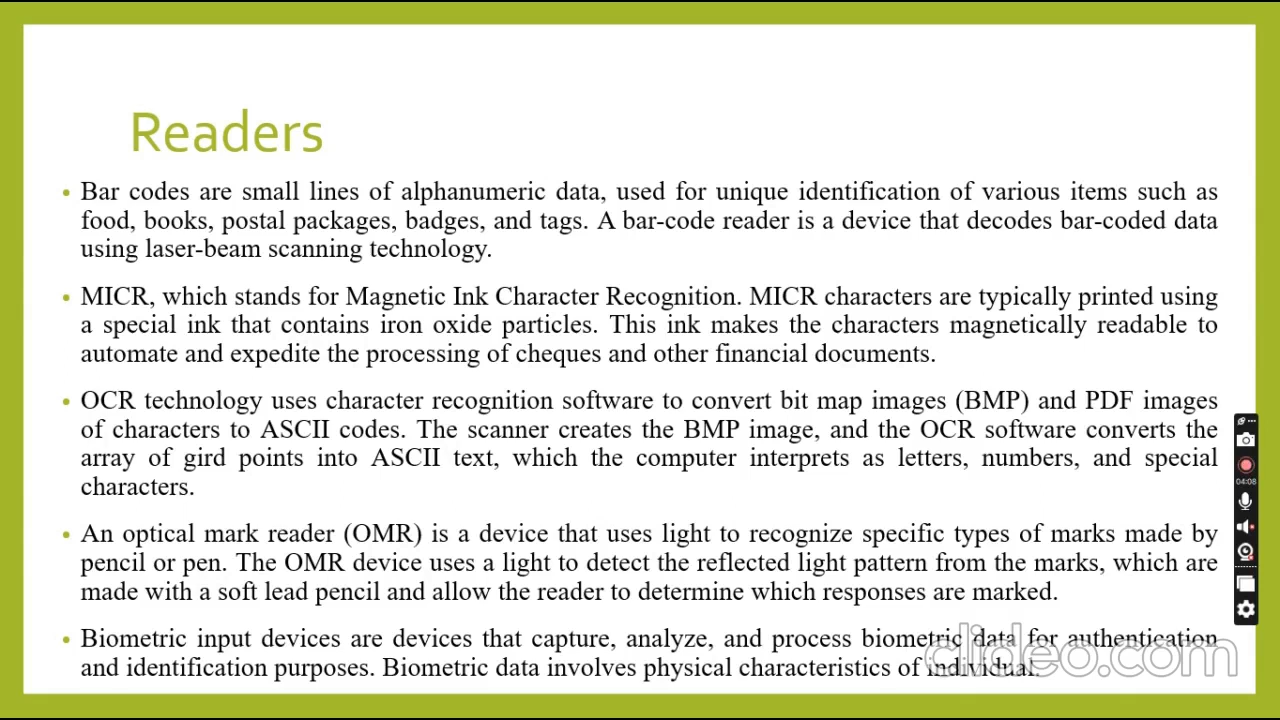 Readers
• Bar codes are small lines of alphanumeric data, used for unique identification of various items such as
food, books, postal packages, badges, and tags. A bar-code reader is a device that decodes bar-coded data
using laser-beam scanning technology.
• MICR, which stands for Magnetic Ink Character Recognition. MICR characters are typically printed using
a special ink that contains iron oxide particles. This ink makes the characters magnetically readable to
automate and expedite the processing of cheques and other financial documents.
• OCR technology uses character recognition software to convert bit map images (BMP) and PDF images
of characters to ASCII codes. The scanner creates the BMP image, and the OCR software converts the
array of gird points into ASCII text, which the computer interprets as letters, numbers, and special
characters.
04:08
• An optical mark reader (OMR) is a device that uses light to recognize specific types of marks made by
pencil or pen. The OMR device uses a light to detect the reflected light pattern from the marks, which are
made with a soft lead pencil and allow the reader to determine which responses are marked.
• Biometric input devices are devices that capture, analyze, and process biometric data for authentication
and identification purposes. Biometric data involves physical characteristics of individual.
clideo.com